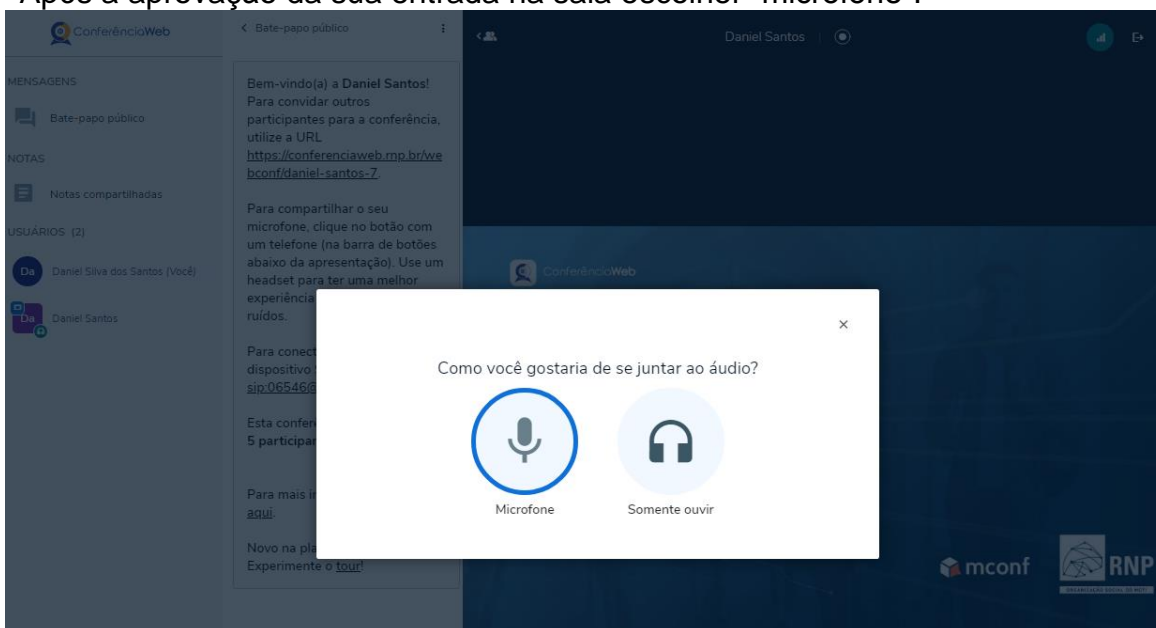 Após a aprovação da sua entrada na sala escolher "microfone".
ConferênciaWeb
MENSAGENS
Bate-papo público
NOTAS
Notas compartilhadas
USUÁRIOS (2)
Da Daniel Silva dos Santos (Você)
Da Daniel Santos
Bate-papo público
Bem-vindo(a) a Daniel Santos!
Para convidar outros
participantes para a conferência,
utilize a URL
https://conferenciaweb.rnp.br/we
bconf/daniel-santos-7.
Para compartilhar o seu
microfone, clique no botão com
um telefone (na barra de botões
abaixo da apresentação). Use um
headset para ter uma melhor
experiência
ruídos.
Para conect
dispositivo
sip:06546@
Esta confer
5 participar
Para mais in
aqui.
Novo na pla
Experimente o tour!
Daniel Santos
ConferênciaWeb
Como você gostaria de se juntar ao áudio?
Microfone Somente ouvir
mconf
RNP